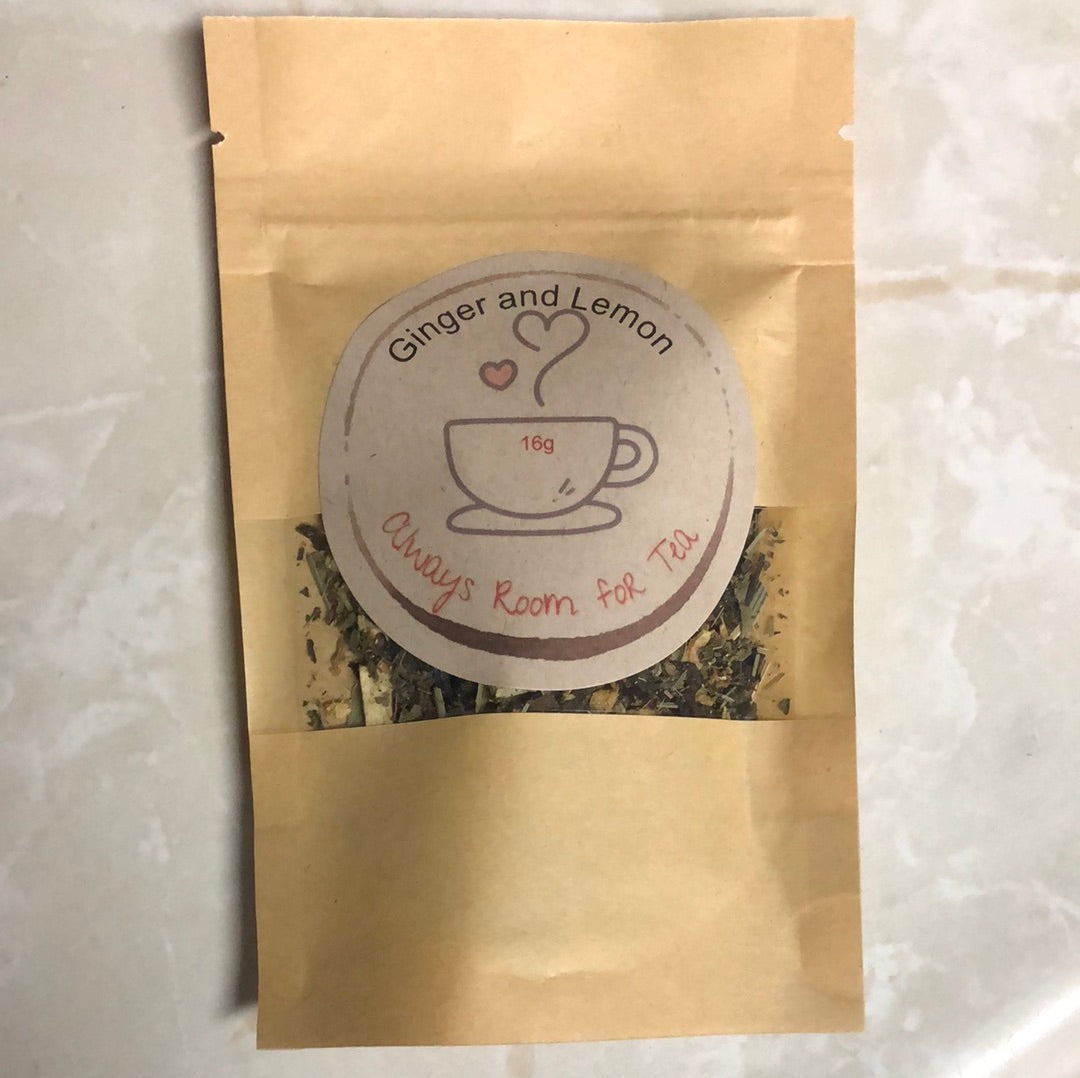 Ginger and Lemon
16g
Always Room for Tea